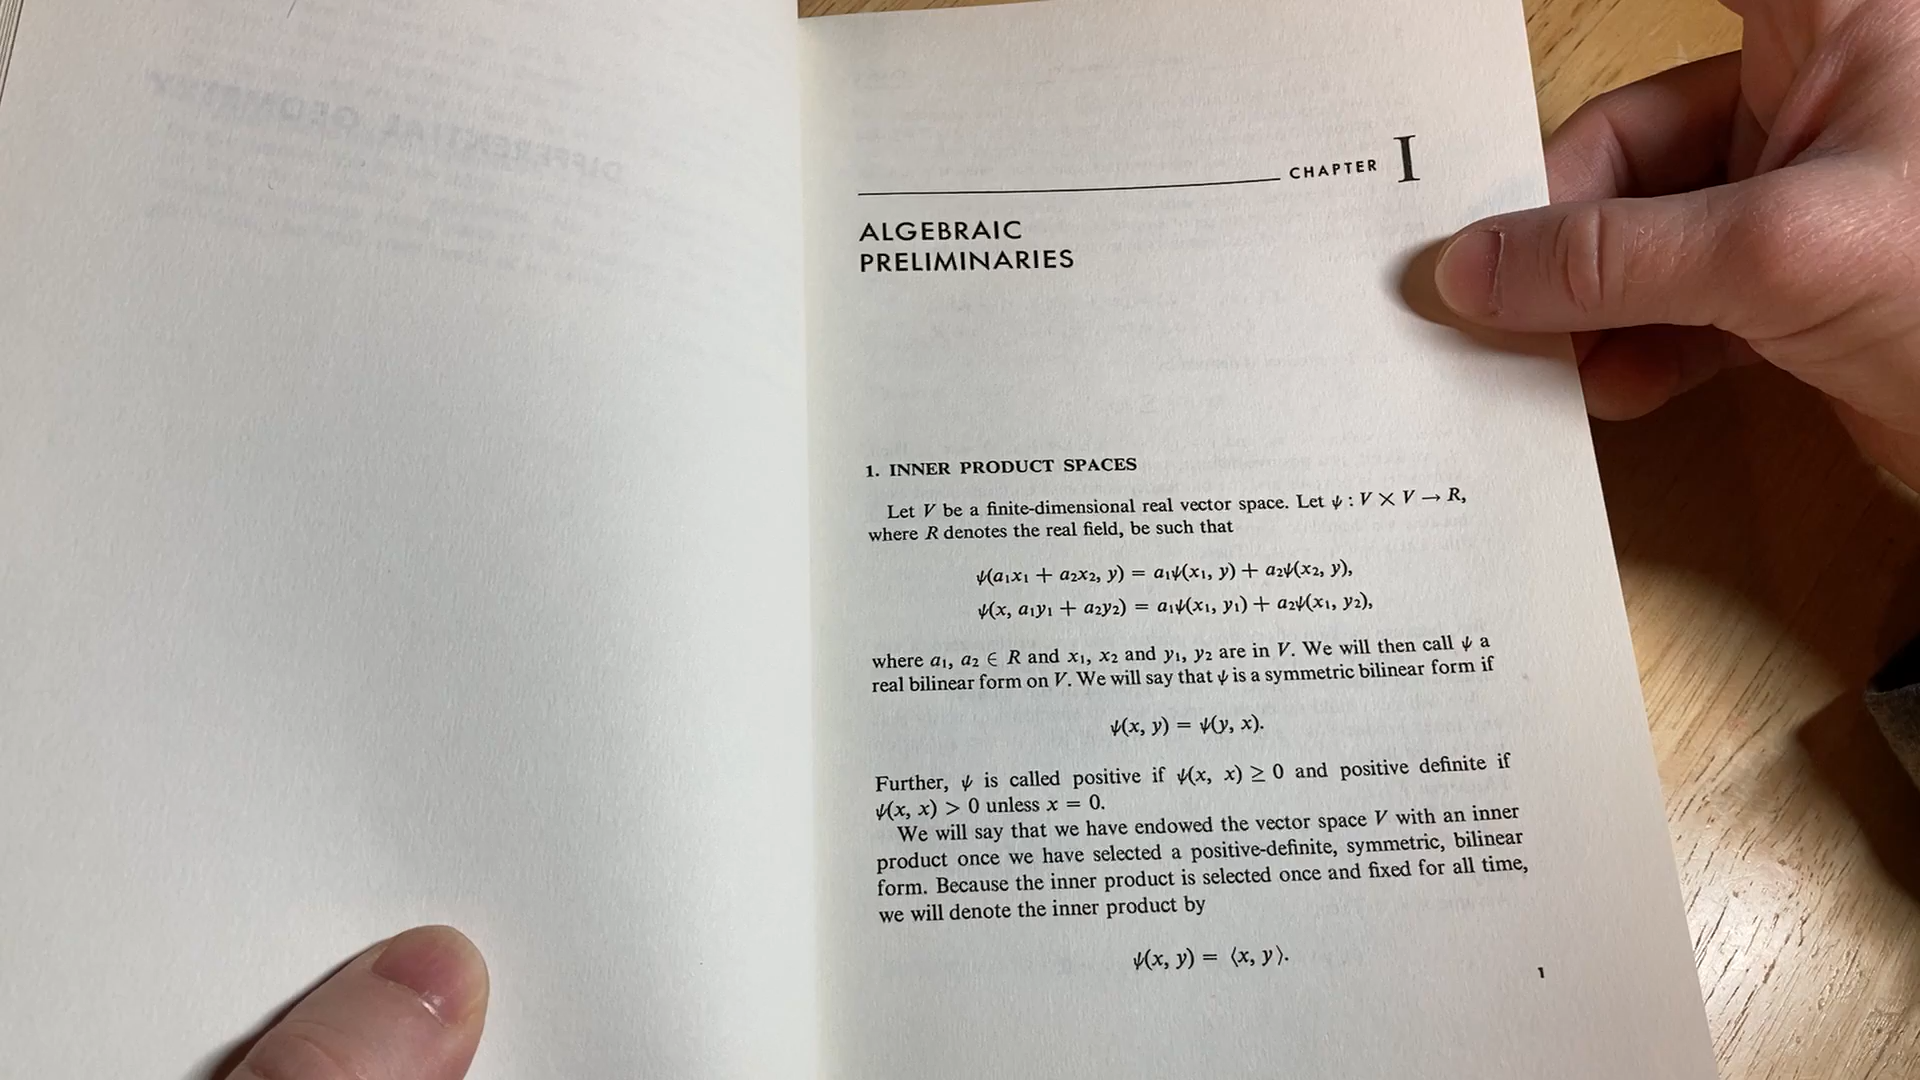 DIFFERENTIAL GEOMETRY
CHAPTER I
ALGEBRAIC
PRELIMINARIES
1. INNER PRODUCT SPACES
Let V be a finite-dimensional real vector space. Let ψ : V × V → R,
where R denotes the real field, be such that
ψ(a₁x₁ + a₂x₂, y) = a₁ψ(x₁, y) + a₂ψ(x₂, y),
ψ(x, a₁y₁ + a₂y₂) = a₁ψ(x₁, y₁) + a₂ψ(x₁, y₂),
where a₁, a₂ ∈ R and x₁, x₂ and y₁, y₂ are in V. We will then call ψ a
real bilinear form on V. We will say that ψ is a symmetric bilinear form if
ψ(x, y) = ψ(y, x).
Further, ψ is called positive if ψ(x, x) ≥ 0 and positive definite if
ψ(x, x) > 0 unless x = 0.
We will say that we have endowed the vector space V with an inner
product once we have selected a positive-definite, symmetric, bilinear
form. Because the inner product is selected once and fixed for all time,
we will denote the inner product by
ψ(x, y) = ⟨x, y⟩.
1